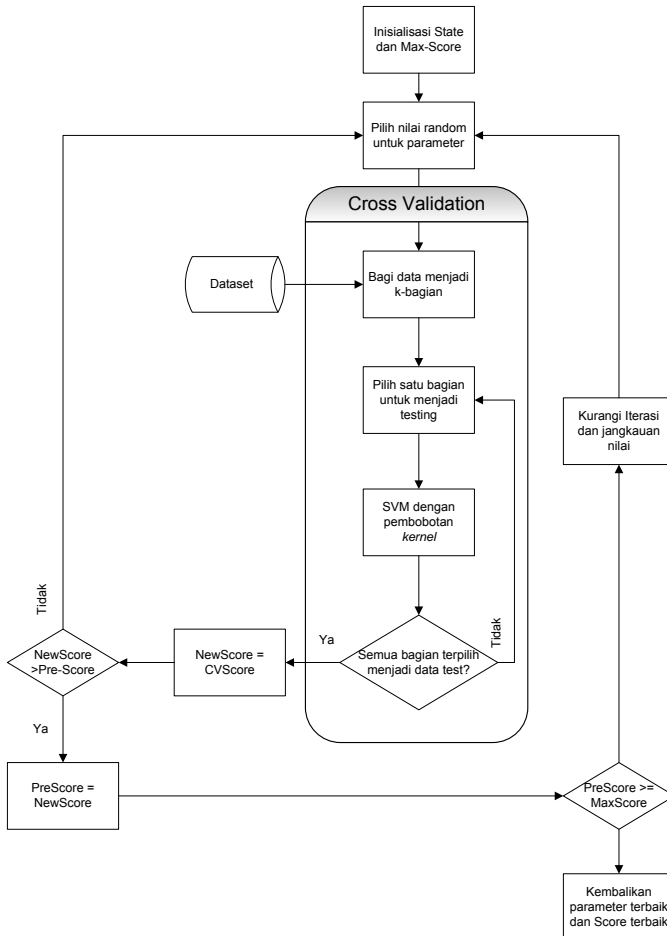 Inisialisasi State
dan Max-Score
Pilih nilai random
untuk parameter
Cross Validation
Dataset
Bagi data menjadi
k-bagian
Pilih satu bagian
untuk menjadi
testing
Kurangi Iterasi
dan jangkauan
nilai
SVM dengan
pembobotan
kernel
Tidak
Semua bagian terpilih
menjadi data test?
Ya
NewScore =
CVScore
Tidak
NewScore
>Pre-Score
Ya
PreScore =
NewScore
PreScore >=
MaxScore
Kembalikan
parameter terbaik
dan Score terbaik